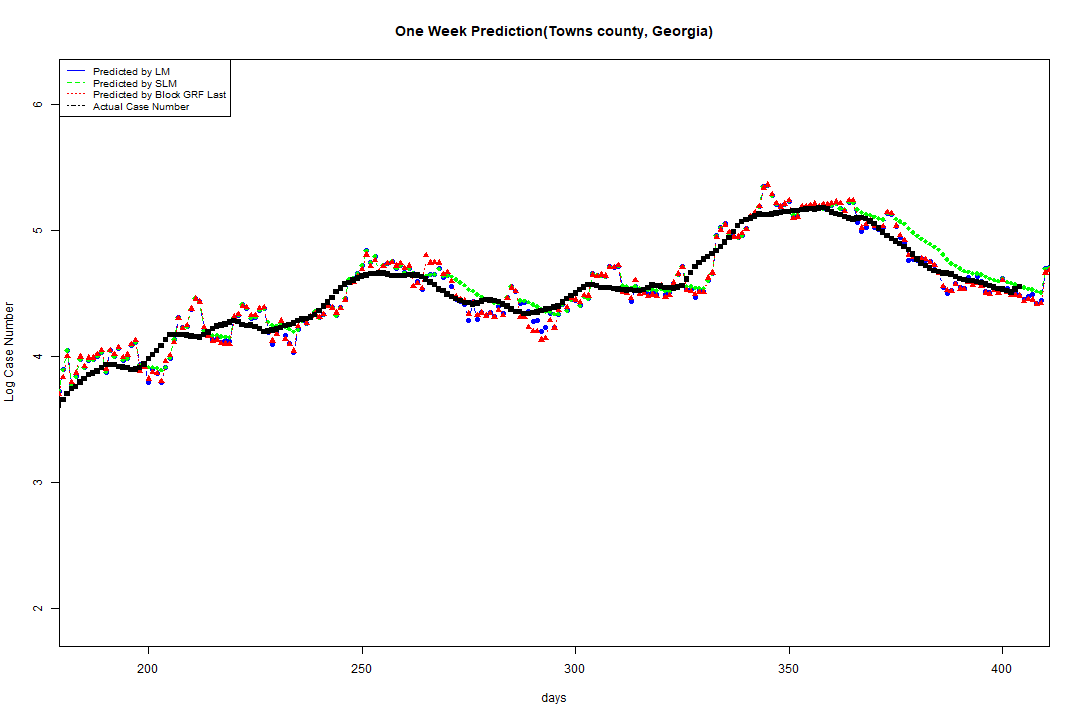 One Week Prediction(Towns county, Georgia)
Predicted by LM
Predicted by SLM
Predicted by Block GRF Last
Actual Case Number
6
5
4
3
2
Log Case Number
200 250 300 350 400
days